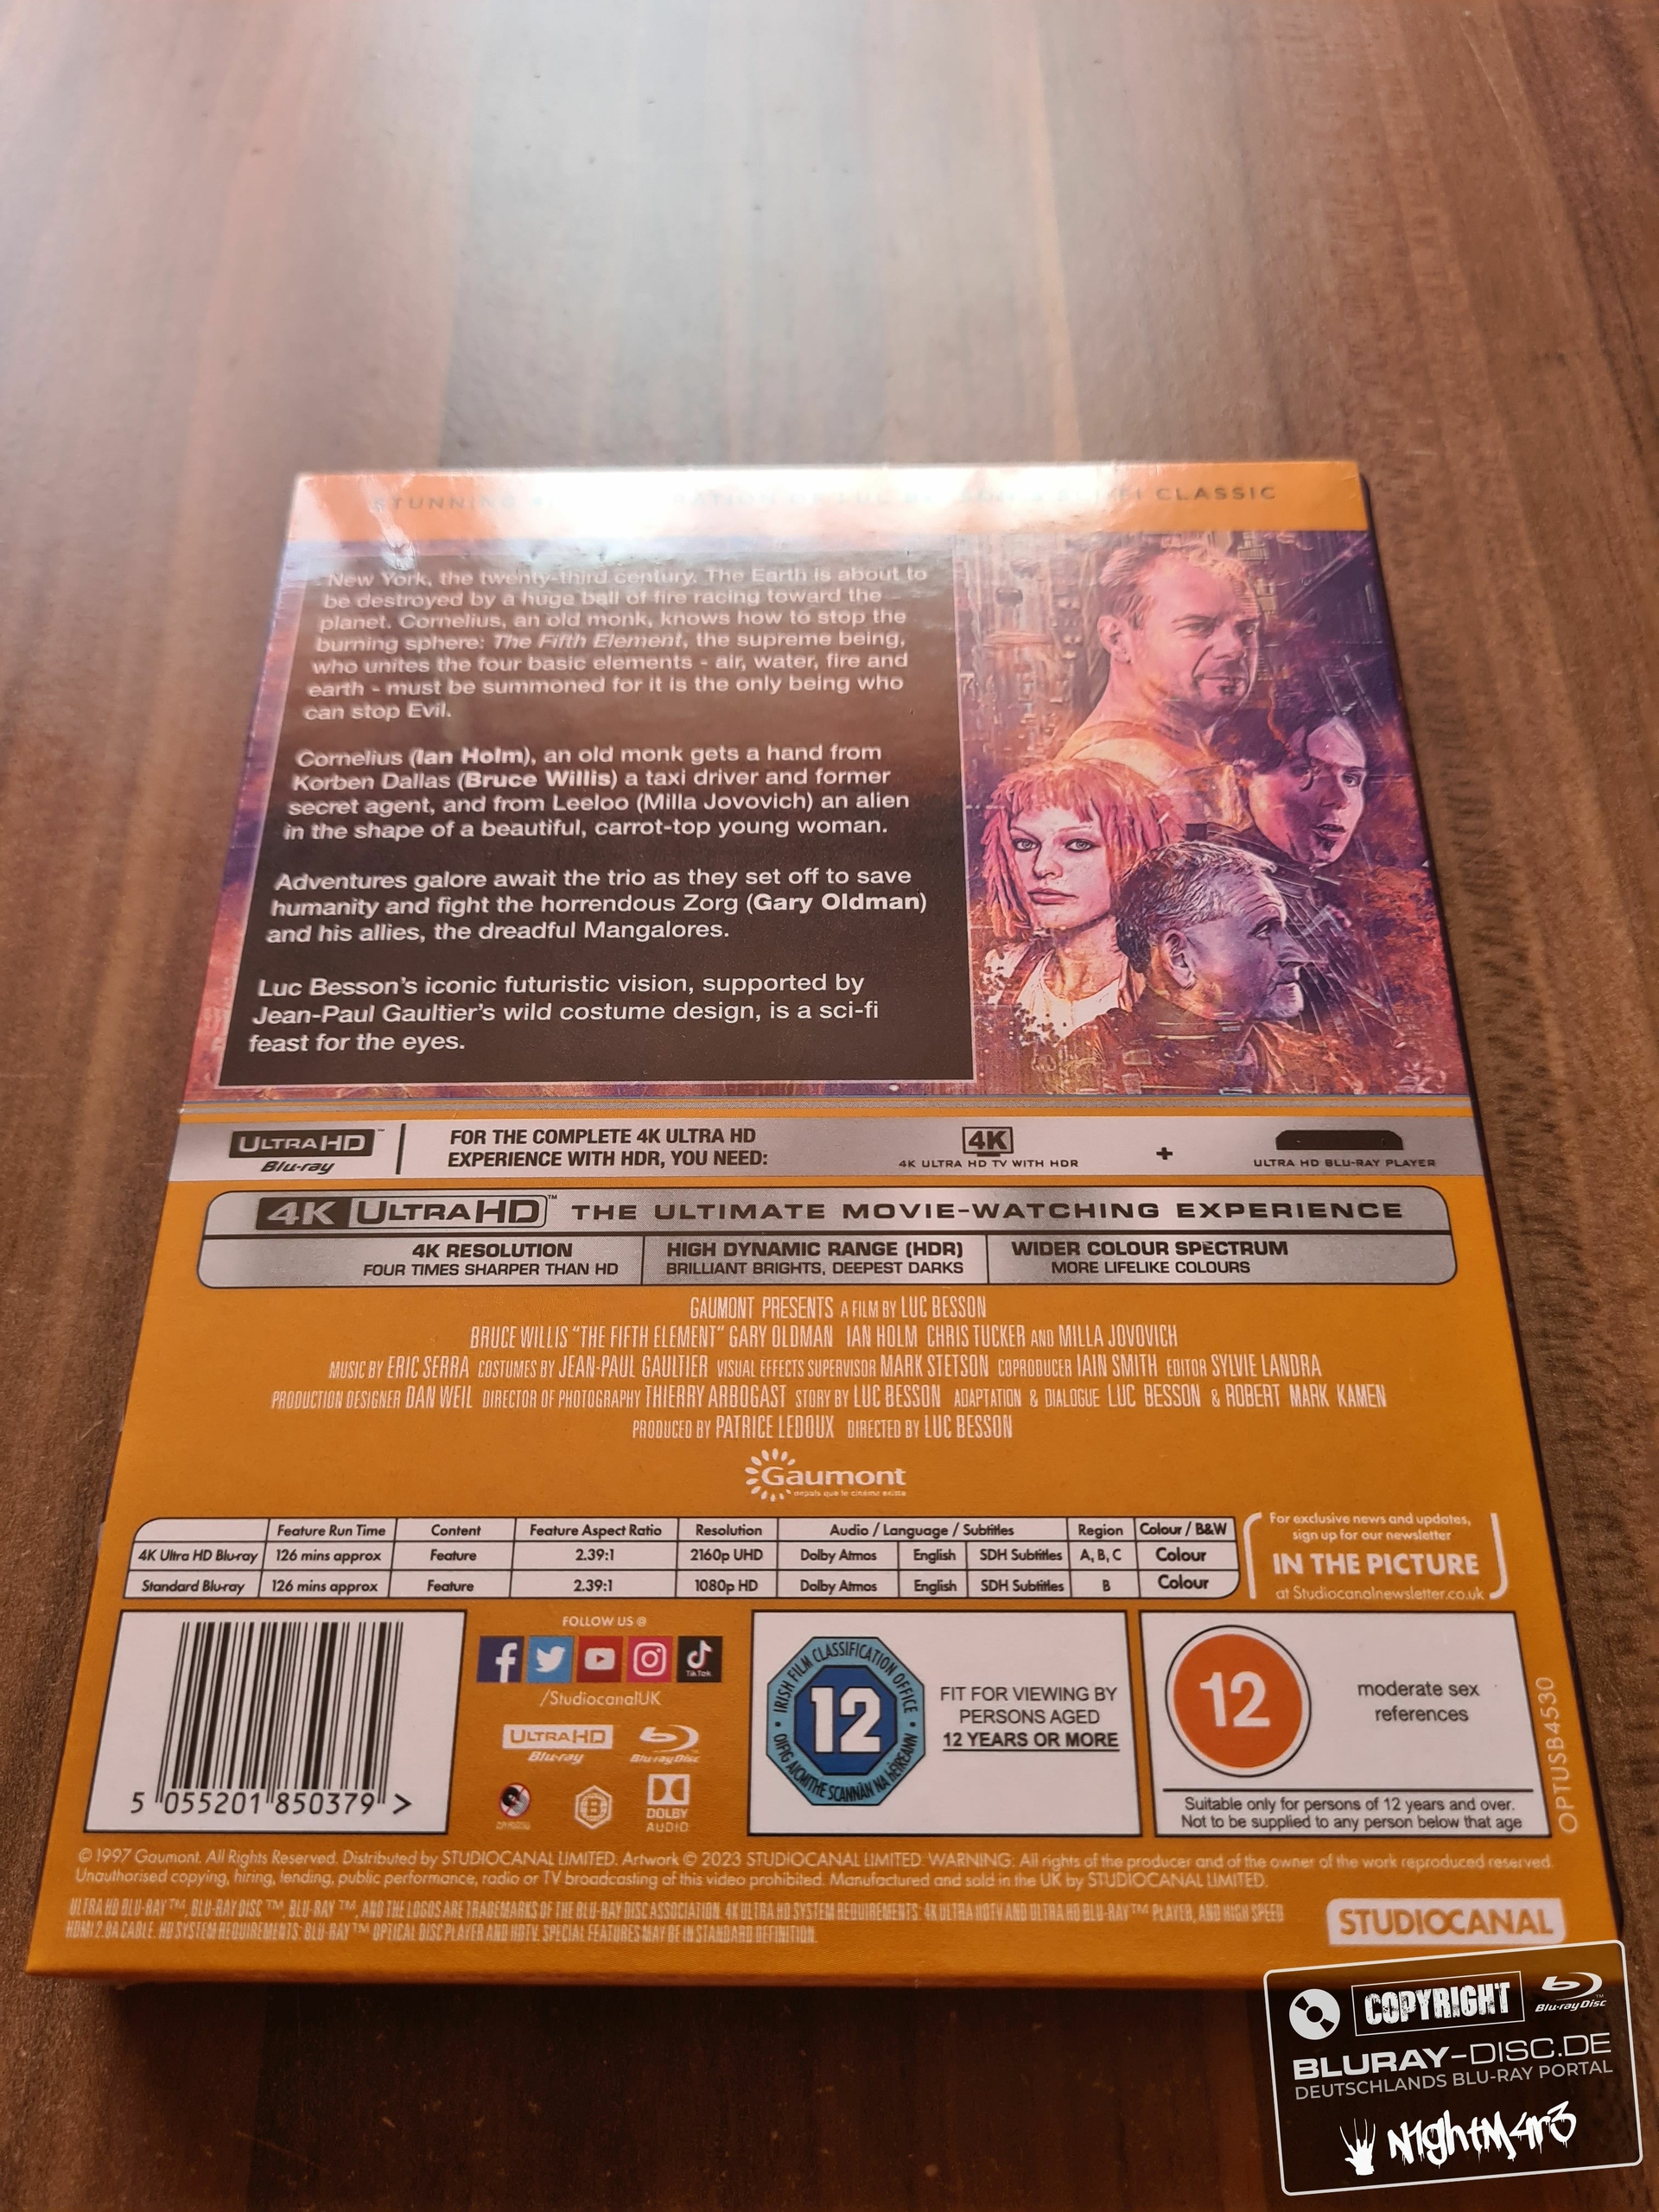 STUNNING 4K CLASSIC
New York, the twenty-third century. The Earth is about to
be destroyed by a huge ball of fire racing toward the
planet. Cornelius, an old monk, knows how to stop the
burning sphere: The Fifth Element, the supreme being,
who unites the four basic elements - air, water, fire and
earth - must be summoned for it is the only being who
can stop Evil.
Cornelius (Ian Holm), an old monk gets a hand from
Korben Dallas (Bruce Willis) a taxi driver and former
secret agent, and from Leeloo (Milla Jovovich) an alien
in the shape of a beautiful, carrot-top young woman.
Adventures galore await the trio as they set off to save
humanity and fight the horrendous Zorg (Gary Oldman)
and his allies, the dreadful Mangalores.
Luc Besson's iconic futuristic vision, supported by
Jean-Paul Gaultier's wild costume design, is a sci-fi
feast for the eyes.
ULTRA HD™
Blu-ray
FOR THE COMPLETE 4K ULTRA HD
EXPERIENCE WITH HDR, YOU NEED:
4K
4K ULTRA HD TV WITH HDR
+
ULTRA HD BLU-RAY PLAYER
4K ULTRA HD™ THE ULTIMATE MOVIE-WATCHING EXPERIENCE
4K RESOLUTION
FOUR TIMES SHARPER THAN HD
HIGH DYNAMIC RANGE (HDR)
BRILLIANT BRIGHTS, DEEPEST DARKS
WIDER COLOUR SPECTRUM
MORE LIFELIKE COLOURS
GAUMONT PRESENTS A FILM BY LUC BESSON
BRUCE WILLIS "THE FIFTH ELEMENT" GARY OLDMAN IAN HOLM CHRIS TUCKER AND MILLA JOVOVICH
MUSIC BY ERIC SERRA COSTUMES BY JEAN-PAUL GAULTIER VISUAL EFFECTS SUPERVISOR MARK STETSON COPRODUCER IAIN SMITH EDITOR SYLVIE LANDRA
PRODUCTION DESIGNER DAN WEIL DIRECTOR OF PHOTOGRAPHY THIERRY ARBOGAST STORY BY LUC BESSON ADAPTATION & DIALOGUE LUC BESSON & ROBERT MARK KAMEN
PRODUCED BY PATRICE LEDOUX DIRECTED BY LUC BESSON
Gaumont
depuis que le cinéma existe
Feature Run Time Content Feature Aspect Ratio Resolution Audio / Language / Subtitles Region Colour / B&W
4K Ultra HD Blu-ray 126 mins approx Feature 2.39:1 2160p UHD Dolby Atmos English SDH Subtitles A, B, C Colour
Standard Blu-ray 126 mins approx Feature 2.39:1 1080p HD Dolby Atmos English SDH Subtitles B Colour
For exclusive news and updates,
sign up for our newsletter
IN THE PICTURE
at Studiocanalnewsletter.co.uk
5 055201 850379 >
FOLLOW US @
TikTok
/StudiocanalUK
ULTRA HD
Blu-ray
Blu-ray Disc
B
DOLBY
AUDIO
IRISH FILM CLASSIFICATION OFFICE
12
OIFIG AICMITHE SCANNÁN NA hÉIREANN
FIT FOR VIEWING BY
PERSONS AGED
12 YEARS OR MORE
12
moderate sex
references
Suitable only for persons of 12 years and over.
Not to be supplied to any person below that age
OPTUSB4530
© 1997 Gaumont. All Rights Reserved. Distributed by STUDIOCANAL LIMITED. Artwork © 2023 STUDIOCANAL LIMITED. WARNING: All rights of the producer and of the owner of the work reproduced reserved.
Unauthorised copying, hiring, lending, public performance, radio or TV broadcasting of this video prohibited. Manufactured and sold in the UK by STUDIOCANAL LIMITED.
ULTRA HD BLU-RAY™, BLU-RAY DISC™, BLU-RAY™, AND THE LOGOS ARE TRADEMARKS OF THE BLU-RAY DISC ASSOCIATION. 4K ULTRA HD SYSTEM REQUIREMENTS: 4K ULTRA HDTV AND ULTRA HD BLU-RAY™ PLAYER, AND HIGH SPEED
HDMI 2.0A CABLE. HD SYSTEM REQUIREMENTS: BLU-RAY™ OPTICAL DISC PLAYER AND HDTV. SPECIAL FEATURES MAY BE IN STANDARD DEFINITION.
STUDIOCANAL
COPYRIGHT
Blu-ray Disc™
BLURAY-DISC.DE
DEUTSCHLANDS BLU-RAY PORTAL
N1ghtM4r3